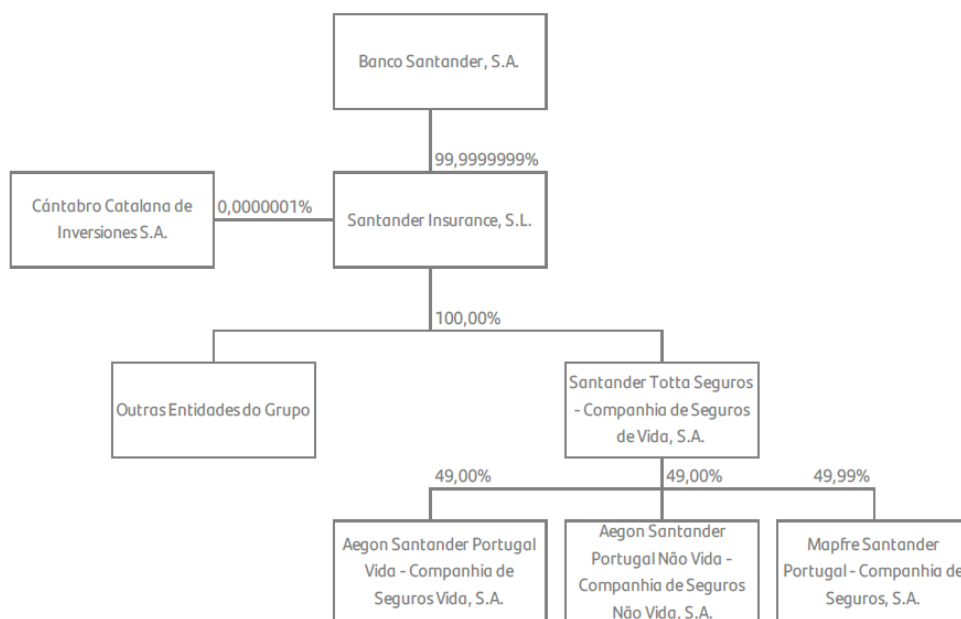 Banco Santander, S.A.
99,9999999%
Cántabro Catalana de
Inversiones S.A.
0,0000001%
Santander Insurance, S.L.
100,00%
Outras Entidades do Grupo
Santander Totta Seguros
- Companhia de Seguros
de Vida, S.A.
49,00%
49,00%
49,99%
Aegon Santander Portugal
Vida - Companhia de
Seguros Vida, S.A.
Aegon Santander
Portugal Não Vida -
Companhia de Seguros
Não Vida, S.A.
Mapfre Santander
Portugal - Companhia de
Seguros, S.A.